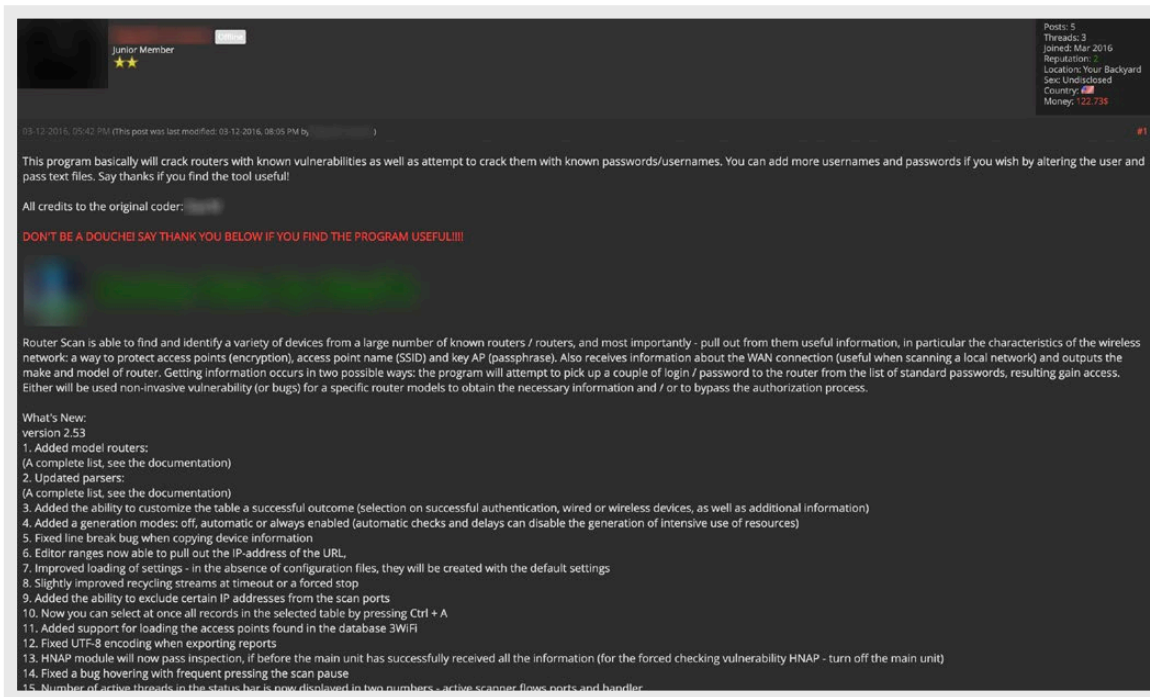 Offline
Junior Member
Posts: 5
Threads: 3
Joined: Mar 2016
Reputation: 2
Location: Your Backyard
Sex: Undisclosed
Country:
Money: 122.73$
03-12-2016, 05:42 PM (This post was last modified: 03-12-2016, 08:05 PM by )
#1
This program basically will crack routers with known vulnerabilities as well as attempt to crack them with known passwords/usernames. You can add more usernames and passwords if you wish by altering the user and
pass text files. Say thanks if you find the tool useful!
All credits to the original coder:
DON'T BE A DOUCHE! SAY THANK YOU BELOW IF YOU FIND THE PROGRAM USEFUL!!!!
Router Scan is able to find and identify a variety of devices from a large number of known routers / routers, and most importantly - pull out from them useful information, in particular the characteristics of the wireless
network: a way to protect access points (encryption), access point name (SSID) and key AP (passphrase). Also receives information about the WAN connection (useful when scanning a local network) and outputs the
make and model of router. Getting information occurs in two possible ways: the program will attempt to pick up a couple of login / password to the router from the list of standard passwords, resulting gain access.
Either will be used non-invasive vulnerability (or bugs) for a specific router models to obtain the necessary information and / or to bypass the authorization process.
What's New:
version 2.53
1. Added model routers:
(A complete list, see the documentation)
2. Updated parsers:
(A complete list, see the documentation)
3. Added the ability to customize the table a successful outcome (selection on successful authentication, wired or wireless devices, as well as additional information)
4. Added a generation modes: off, automatic or always enabled (automatic checks and delays can disable the generation of intensive use of resources)
5. Fixed line break bug when copying device information
6. Editor ranges now able to pull out the IP-address of the URL,
7. Improved loading of settings - in the absence of configuration files, they will be created with the default settings
8. Slightly improved recycling streams at timeout or a forced stop
9. Added the ability to exclude certain IP addresses from the scan ports
10. Now you can select at once all records in the selected table by pressing Ctrl + A
11. Added support for loading the access points found in the database 3WiFi
12. Fixed UTF-8 encoding when exporting reports
13. HNAP module will now pass inspection, if before the main unit has successfully received all the information (for the forced checking vulnerability HNAP - turn off the main unit)
14. Fixed a bug hovering with frequent pressing the scan pause
15. Number of active threads in the status bar is now displayed in two numbers - active scanner flows ports and handler